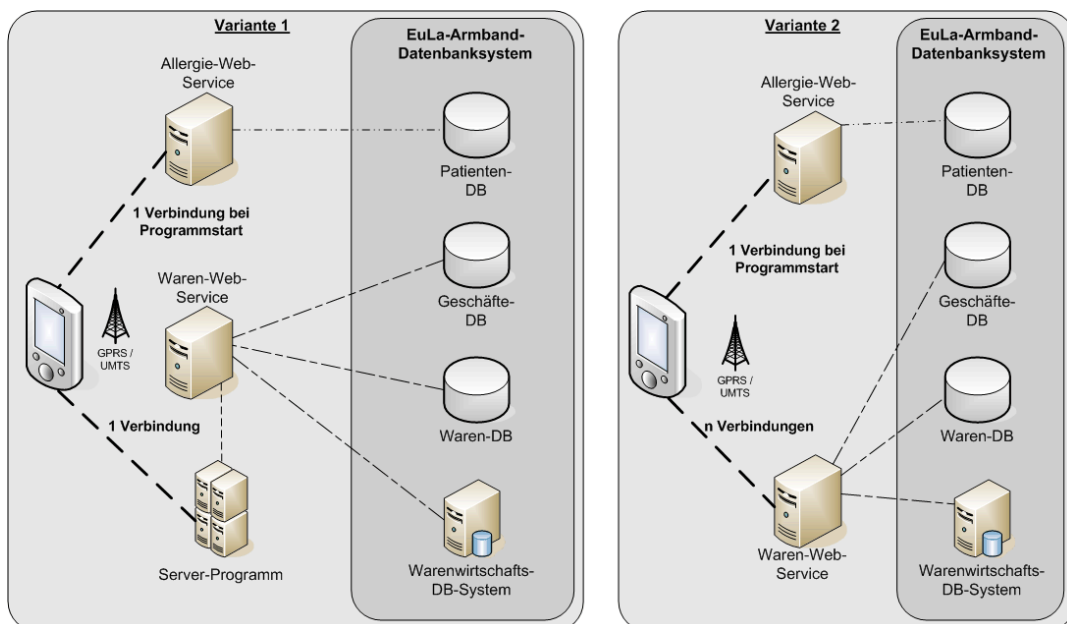 Variante 1
EuLa-Armband-
Datenbanksystem
Allergie-Web-
Service
Patienten-
DB
1 Verbindung bei
Programmstart
Waren-Web-
Service
Geschäfte-
DB
GPRS /
UMTS
1 Verbindung
Waren-DB
Server-Programm
Warenwirtschafts-
DB-System
Variante 2
EuLa-Armband-
Datenbanksystem
Allergie-Web-
Service
Patienten-
DB
1 Verbindung bei
Programmstart
Geschäfte-
DB
GPRS /
UMTS
n Verbindungen
Waren-DB
Waren-Web-
Service
Warenwirtschafts-
DB-System